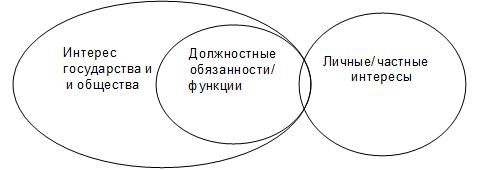 Интерес
государства и
и общества
Должностные
обязанности/
функции
Личные/частные
интересы